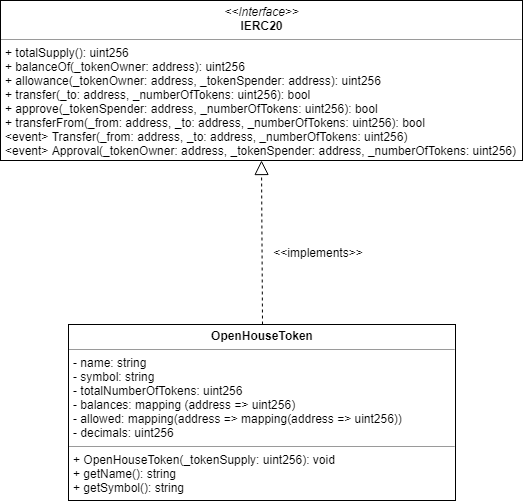 <<Interface>>
IERC20
+ totalSupply(): uint256
+ balanceOf(_tokenOwner: address): uint256
+ allowance(_tokenOwner: address, _tokenSpender: address): uint256
+ transfer(_to: address, _numberOfTokens: uint256): bool
+ approve(_tokenSpender: address, _numberOfTokens: uint256): bool
+ transferFrom(_from: address, _to: address, _numberOfTokens: uint256): bool
<event> Transfer(_from: address, _to: address, _numberOfTokens: uint256)
<event> Approval(_tokenOwner: address, _tokenSpender: address, _numberOfTokens: uint256)
<<implements>>
OpenHouseToken
- name: string
- symbol: string
- totalNumberOfTokens: uint256
- balances: mapping (address => uint256)
- allowed: mapping(address => mapping(address => uint256))
- decimals: uint256
+ OpenHouseToken(_tokenSupply: uint256): void
+ getName(): string
+ getSymbol(): string